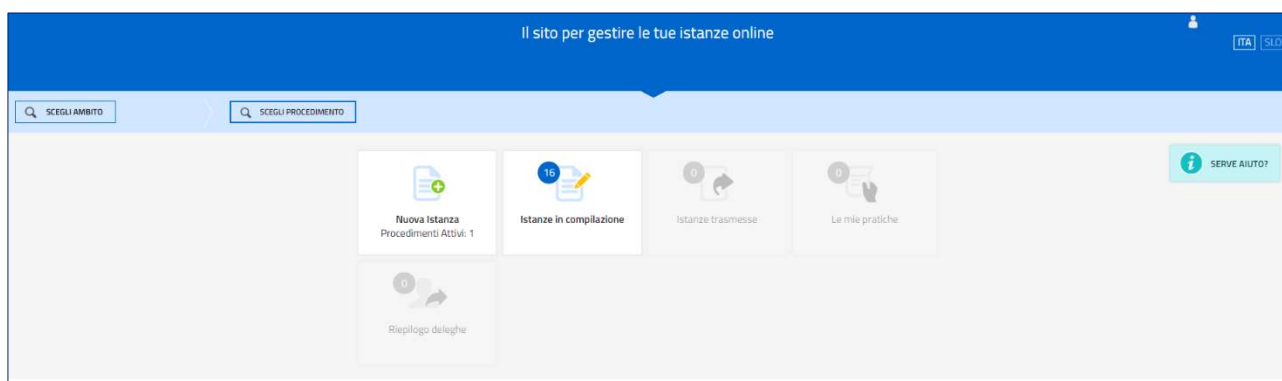 Il sito per gestire le tue istanze online
ITA SLO
SCEGLI AMBITO
SCEGLI PROCEDIMENTO
SERVE AIUTO?
16
0
0
Nuova Istanza
Procedimenti Attivi: 1
Istanze in compilazione
Istanze trasmesse
Le mie pratiche
0
Riepilogo deleghe